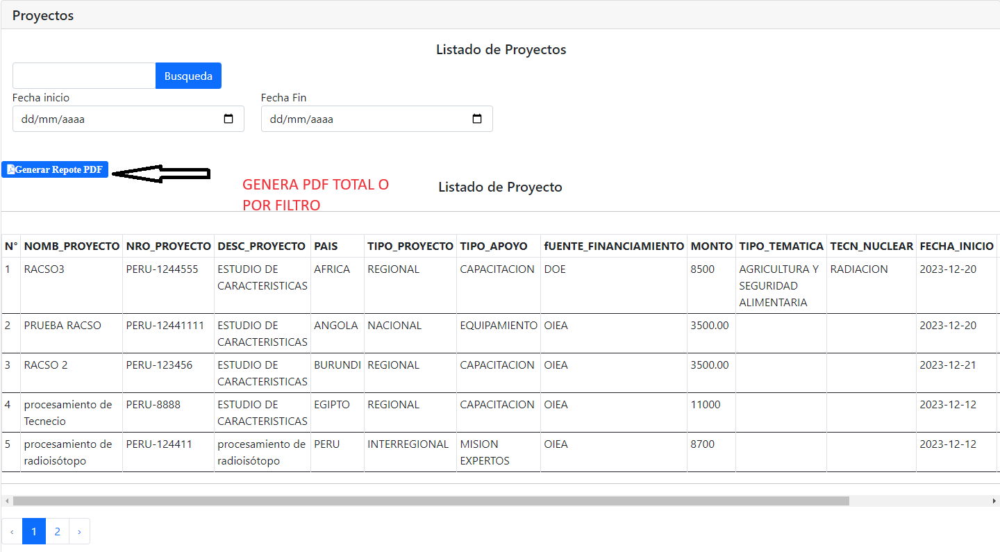 Proyectos
Listado de Proyectos
Busqueda
Fecha inicio Fecha Fin
dd/mm/aaaa dd/mm/aaaa
Generar Repote PDF
GENERA PDF TOTAL O
POR FILTRO
Listado de Proyecto
N° NOMB_PROYECTO NRO_PROYECTO DESC_PROYECTO PAIS TIPO_PROYECTO TIPO_APOYO fUENTE_FINANCIAMIENTO MONTO TIPO_TEMATICA TECN_NUCLEAR FECHA_INICIO
1 RACSO3 PERU-1244555 ESTUDIO DE AFRICA REGIONAL CAPACITACION DOE 8500 AGRICULTURA Y RADIACION 2023-12-20
CARACTERISTICAS SEGURIDAD
ALIMENTARIA
2 PRUEBA RACSO PERU-12441111 ESTUDIO DE ANGOLA NACIONAL EQUIPAMIENTO OIEA 3500.00 2023-12-20
CARACTERISTICAS
3 RACSO 2 PERU-123456 ESTUDIO DE BURUNDI REGIONAL CAPACITACION OIEA 3500.00 2023-12-21
CARACTERISTICAS
4 procesamiento de PERU-8888 ESTUDIO DE EGIPTO REGIONAL CAPACITACION OIEA 11000 2023-12-12
Tecnecio CARACTERISTICAS
5 procesamiento de PERU-124411 procesamiento de PERU INTERREGIONAL MISION OIEA 8700 2023-12-12
radioisótopo radioisótopo EXPERTOS
‹ 1 2 ›